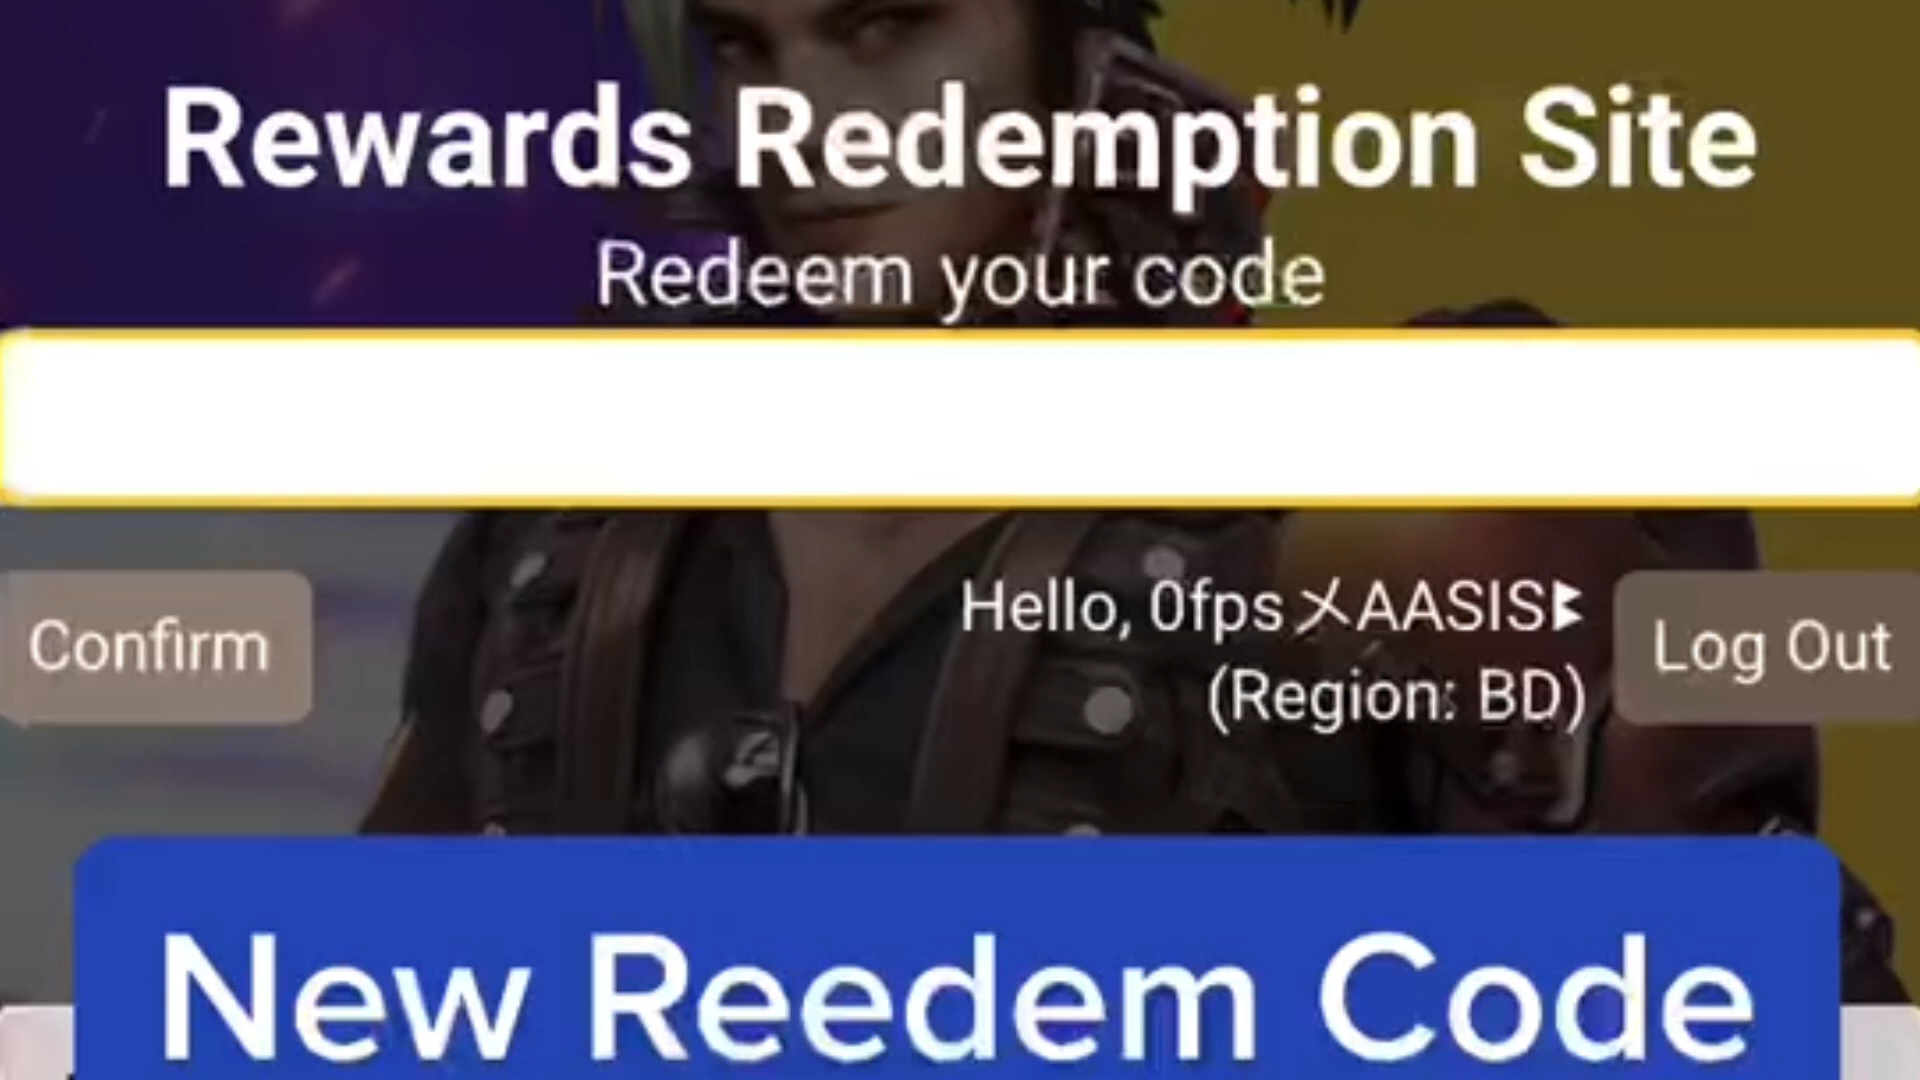 Rewards Redemption Site
Redeem your code
Confirm
Hello, 0fps乄AASIS
(Region: BD)
Log Out
New Reedem Code